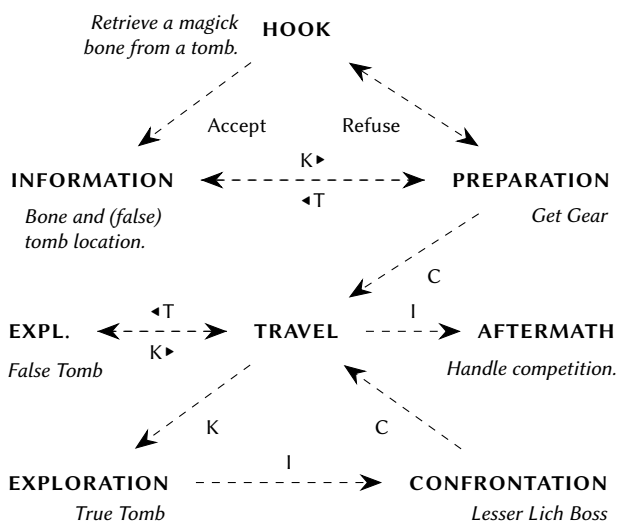 Retrieve a magick
bone from a tomb.
HOOK
Accept
Refuse
K▶
INFORMATION
PREPARATION
◀T
Bone and (false)
tomb location.
Get Gear
C
◀T
I
EXPL.
TRAVEL
AFTERMATH
K▶
False Tomb
Handle competition.
K
C
I
EXPLORATION
CONFRONTATION
True Tomb
Lesser Lich Boss